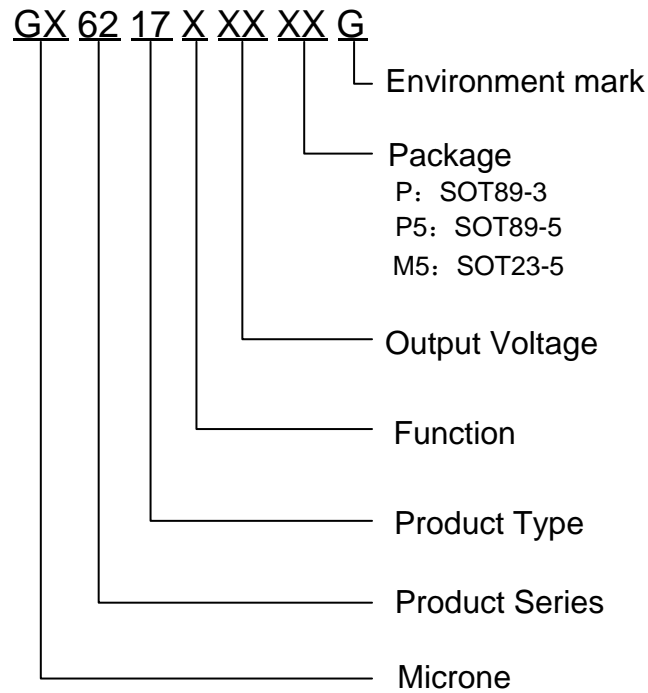 GX 62 17 X XX XX G
Environment mark
Package
P：SOT89-3
P5：SOT89-5
M5：SOT23-5
Output Voltage
Function
Product Type
Product Series
Microne